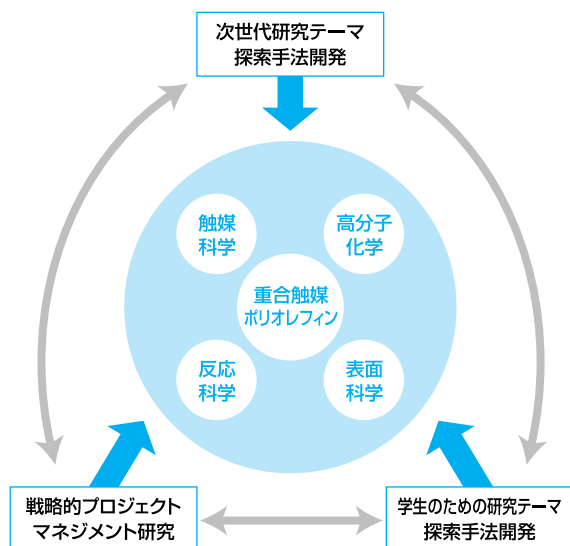 次世代研究テーマ
探索手法開発
触媒
科学
高分子
化学
重合触媒
ポリオレフィン
反応
科学
表面
科学
戦略的プロジェクト
マネジメント研究
学生のための研究テーマ
探索手法開発